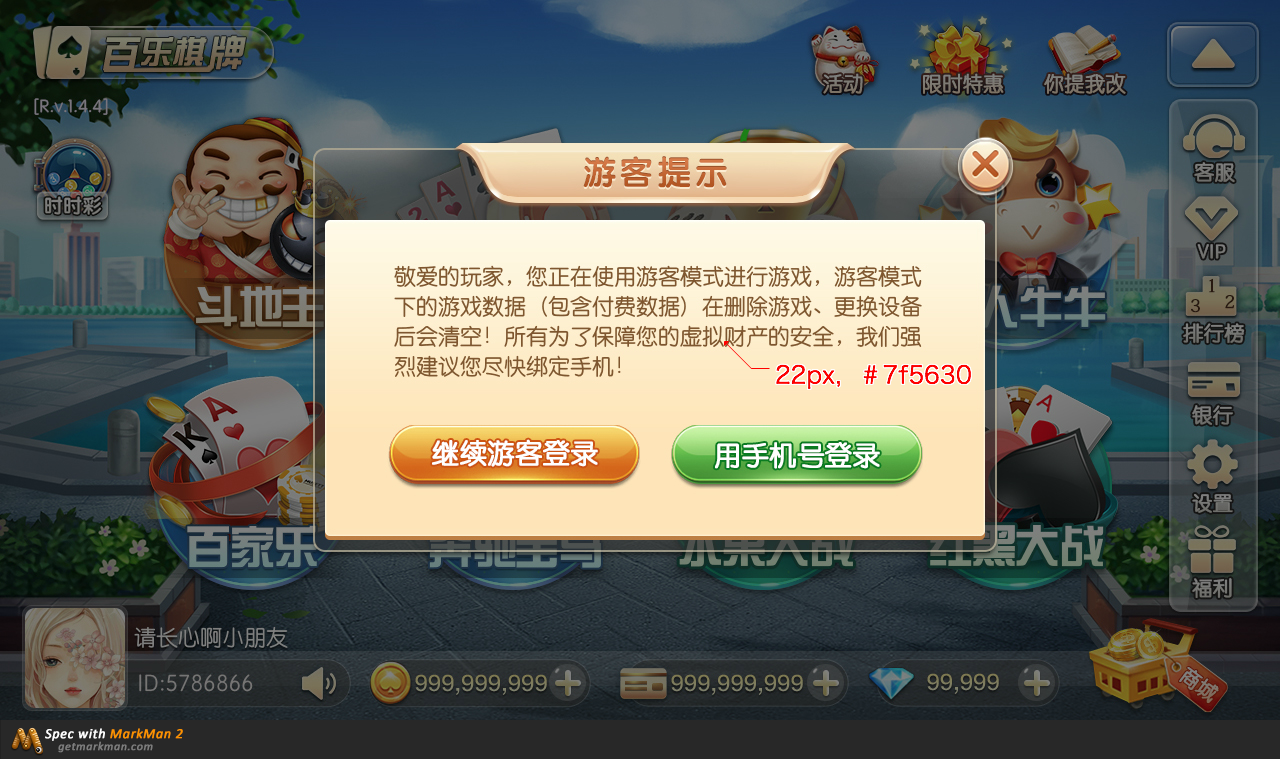 百乐棋牌
[R.v.1.4.4]
活动
限时特惠
你提我改
时时彩
客服
VIP
1
3 2
排行榜
银行
设置
福利
游客提示
敬爱的玩家，您正在使用游客模式进行游戏，游客模式
下的游戏数据（包含付费数据）在删除游戏、更换设备
后会清空！所有为了保障您的虚拟财产的安全，我们强
烈建议您尽快绑定手机！
22px, #7f5630
继续游客登录
用手机号登录
斗地主
人牛牛
A
K
A
百家乐
奔驰宝马
水果大战
红黑大战
请长心啊小朋友
ID:5786866
999,999,999
999,999,999
99,999
商城
Spec with MarkMan 2
getmarkman.com